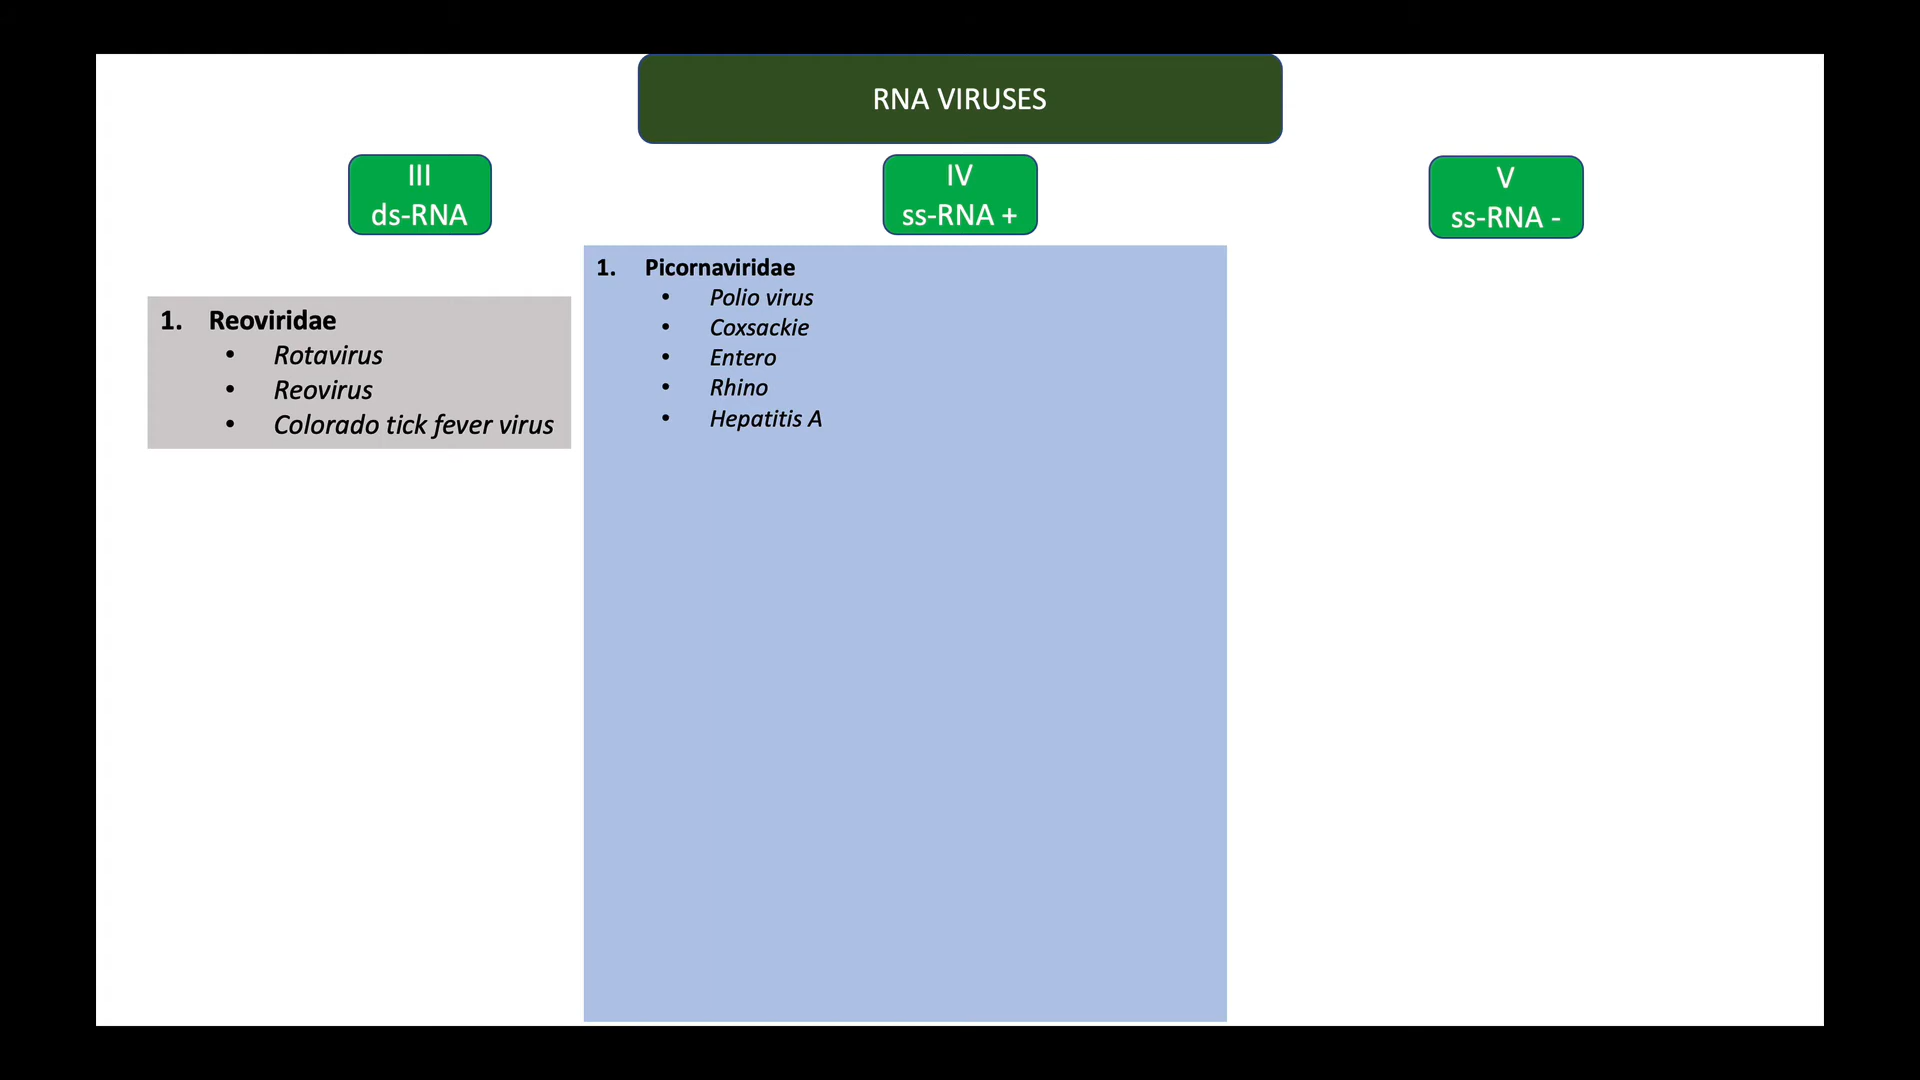 RNA VIRUSES
III
ds-RNA
IV
ss-RNA +
V
ss-RNA -
1. Reoviridae
• Rotavirus
• Reovirus
• Colorado tick fever virus
1. Picornaviridae
• Polio virus
• Coxsackie
• Entero
• Rhino
• Hepatitis A